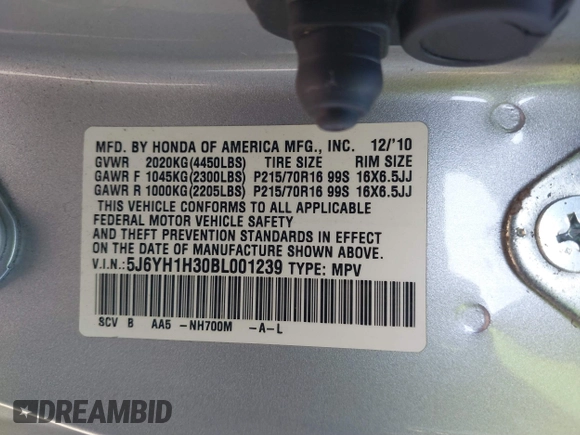 MFD. BY HONDA OF AMERICA MFG., INC. 12/'10
GVWR 2020KG(4450LBS) TIRE SIZE RIM SIZE
GAWR F 1045KG(2300LBS) P215/70R16 99S 16X6.5JJ
GAWR R 1000KG(2205LBS) P215/70R16 99S 16X6.5JJ
THIS VEHICLE CONFORMS TO ALL APPLICABLE
FEDERAL MOTOR VEHICLE SAFETY
AND THEFT PREVENTION STANDARDS IN EFFECT
ON THE DATE OF MANUFACTURE SHOWN ABOVE.
V.I.N.:5J6YH1H30BL001239 TYPE: MPV
SCV B AA5 -NH700M -A-L
DREAMBID